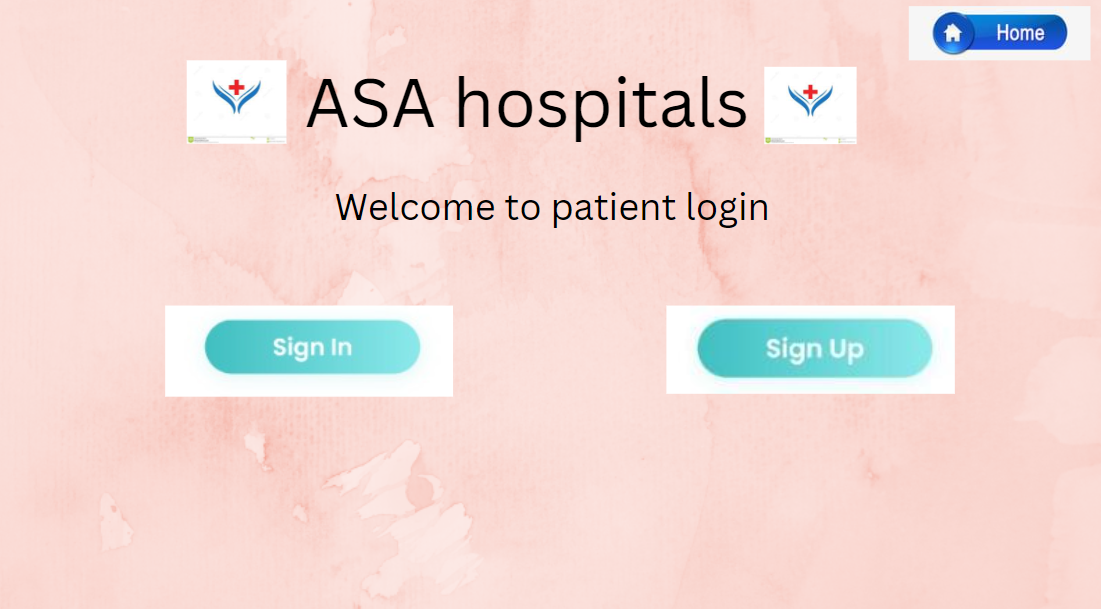 Home
ASA hospitals
Welcome to patient login
Sign In
Sign Up